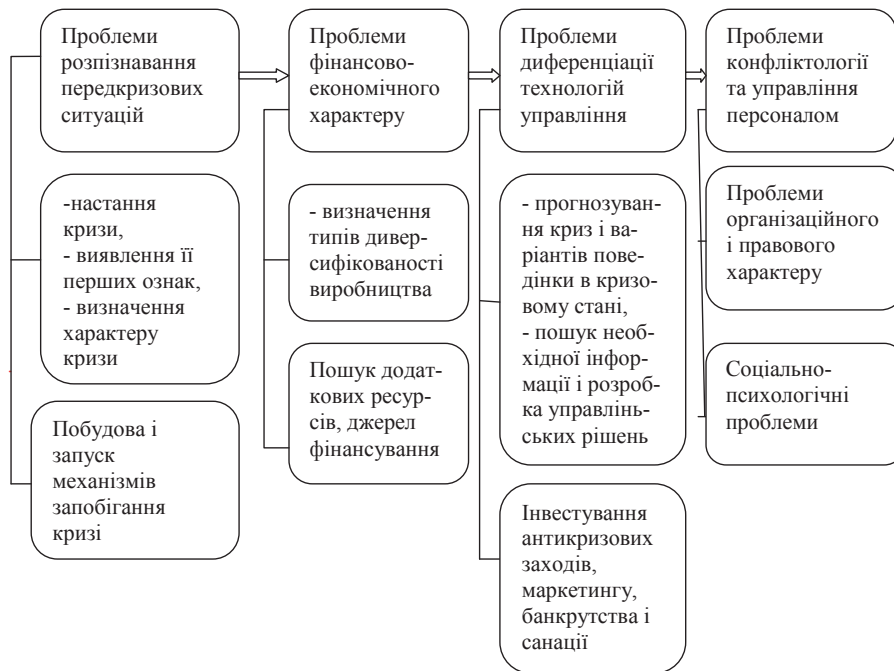 Проблеми
розпізнавання
передкризових
ситуацій
-настання
кризи,
- виявлення її
перших ознак,
- визначення
характеру
кризи
Побудова і
запуск
механізмів
запобігання
кризі
Проблеми
фінансово-
економічного
характеру
- визначення
типів дивер-
сифікованості
виробництва
Пошук додат-
кових ресур-
сів, джерел
фінансування
Проблеми
диференціації
технологій
управління
- прогнозуван-
ня криз і ва-
ріантів пове-
дінки в кризо-
вому стані,
- пошук необ-
хідної інфор-
мації і розроб-
ка управлінь-
ських рішень
Інвестування
антикризових
заходів,
маркетингу,
банкрутства і
санації
Проблеми
конфліктології
та управління
персоналом
Проблеми
організаційного
і правового
характеру
Соціально-
психологічні
проблеми